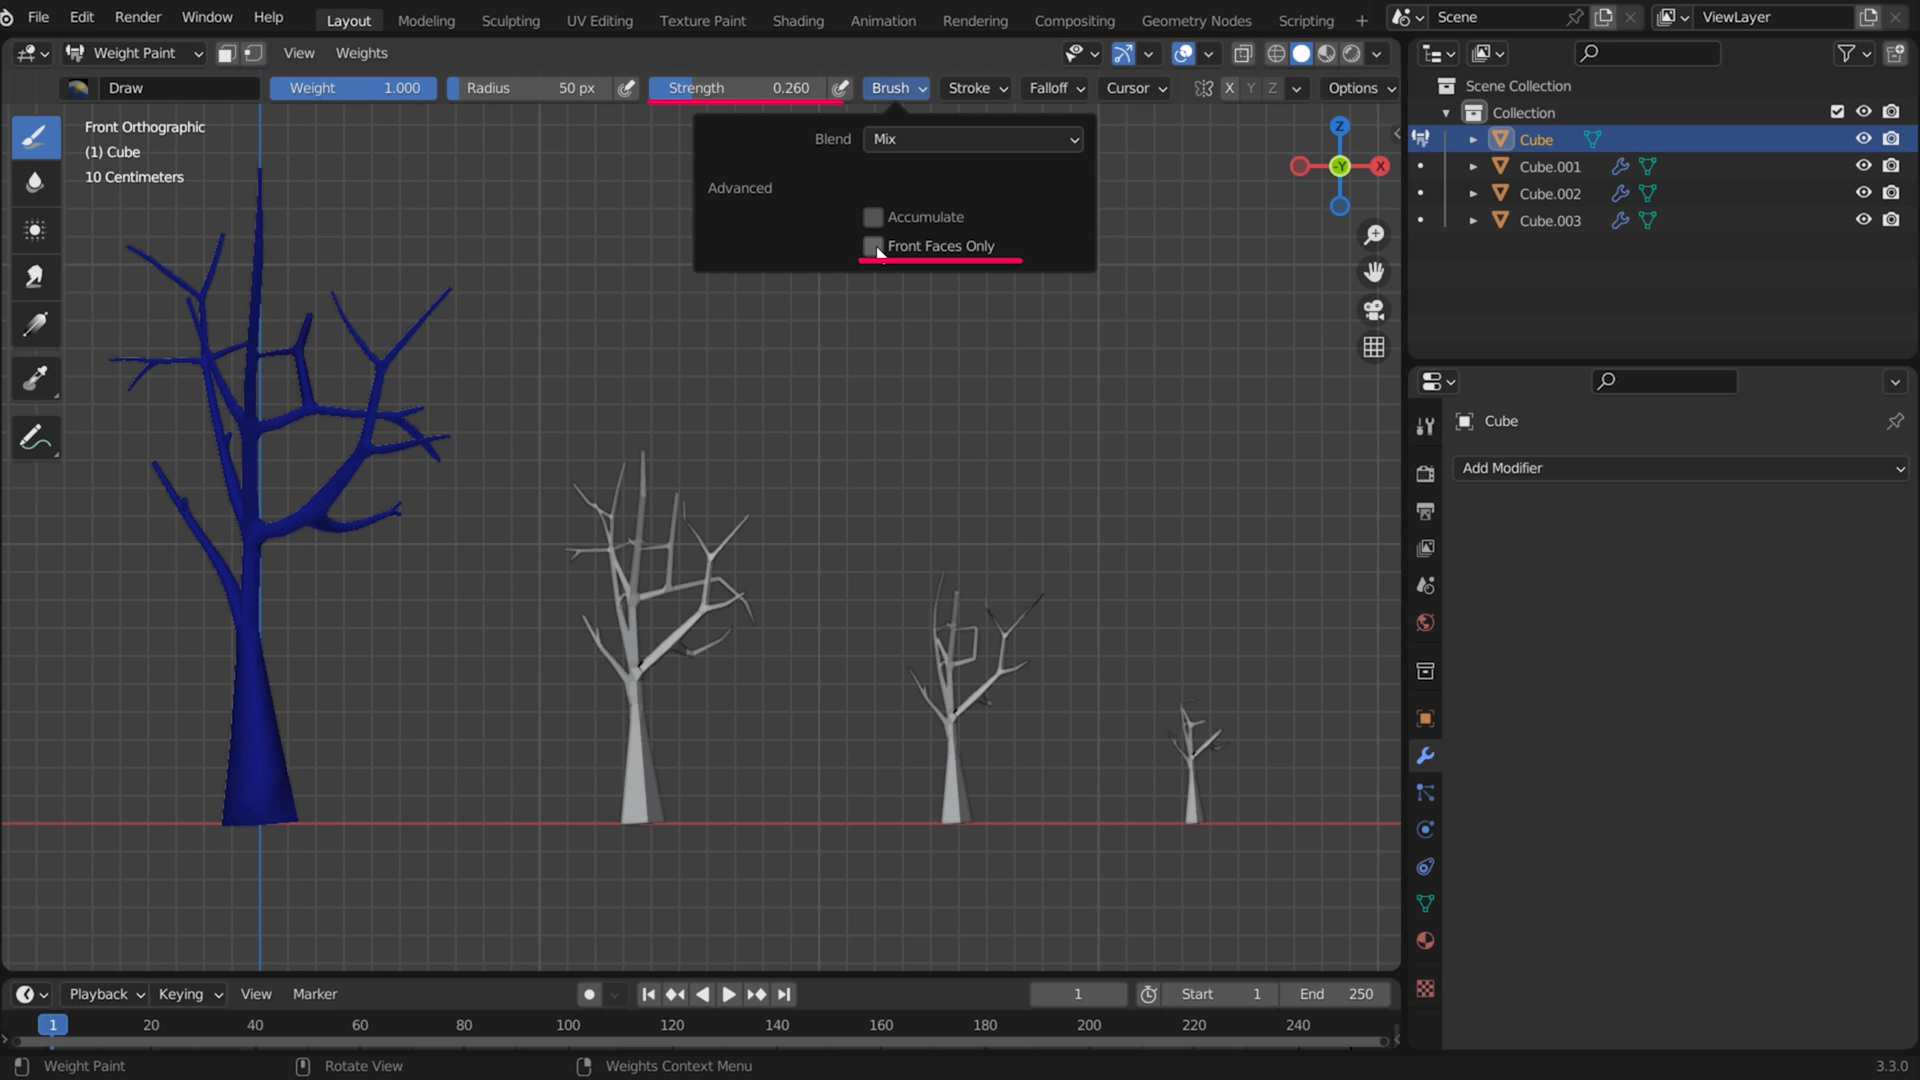 File Edit Render Window Help Layout Modeling Sculpting UV Editing Texture Paint Shading Animation Rendering Compositing Geometry Nodes Scripting + Scene ViewLayer
Weight Paint View Weights
Draw Weight 1.000 Radius 50 px Strength 0.260 Brush Stroke Falloff Cursor X Y Z Options
Front Orthographic
(1) Cube
10 Centimeters
Blend Mix
Advanced
Accumulate
Front Faces Only
Z
-Y
X
Scene Collection
Collection
Cube
Cube.001
Cube.002
Cube.003
Cube
Add Modifier
Playback Keying View Marker 1 Start 1 End 250
1 20 40 60 80 100 120 140 160 180 200 220 240
Weight Paint Rotate View Weights Context Menu 3.3.0